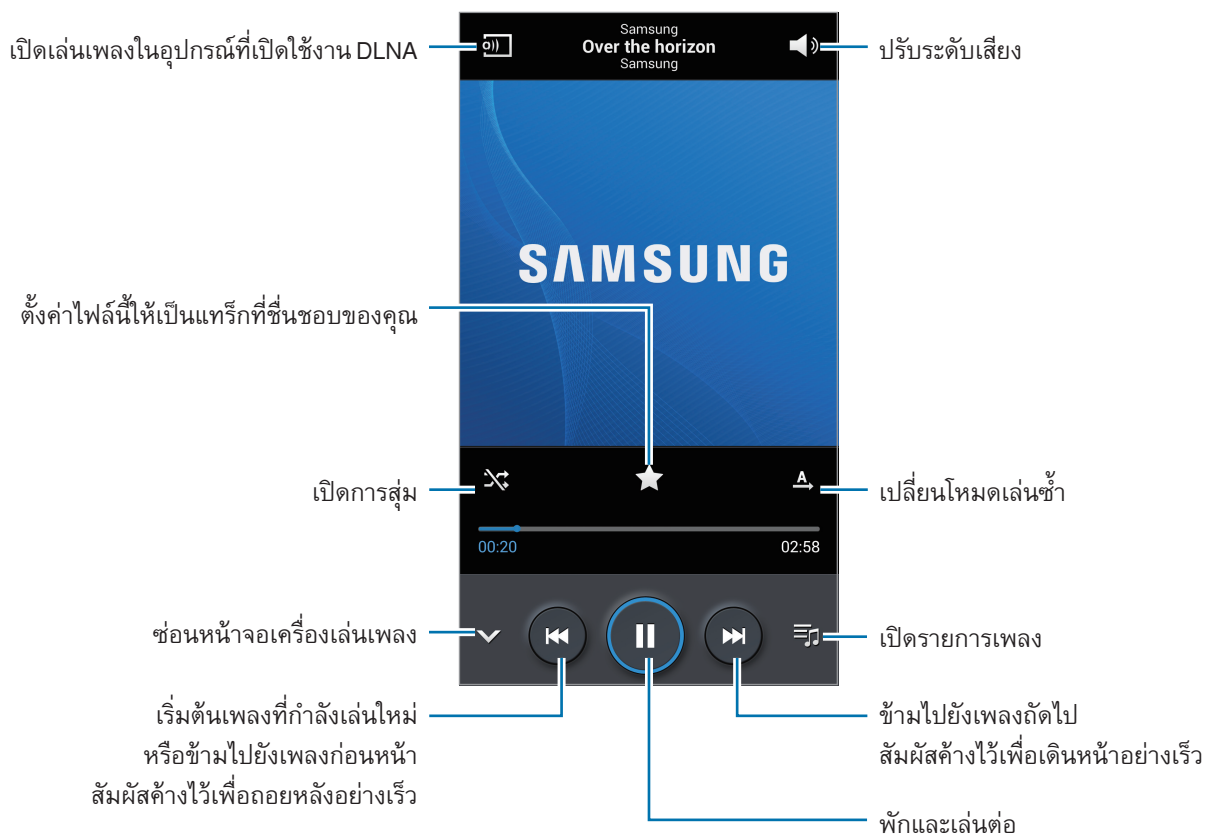 Samsung
Over the horizon
Samsung
เปิดเล่นเพลงในอุปกรณ์ที่เปิดใช้งาน DLNA
ปรับระดับเสียง
SAMSUNG
ตั้งค่าไฟล์นี้ให้เป็นแทร็กที่ชื่นชอบของคุณ
เปิดการสุ่ม
A
เปลี่ยนโหมดเล่นซ้ำ
00:20
02:58
ซ่อนหน้าจอเครื่องเล่นเพลง
เปิดรายการเพลง
เริ่มต้นเพลงที่กำลังเล่นใหม่
หรือข้ามไปยังเพลงก่อนหน้า
สัมผัสค้างไว้เพื่อถอยหลังอย่างเร็ว
ข้ามไปยังเพลงถัดไป
สัมผัสค้างไว้เพื่อเดินหน้าอย่างเร็ว
พักและเล่นต่อ